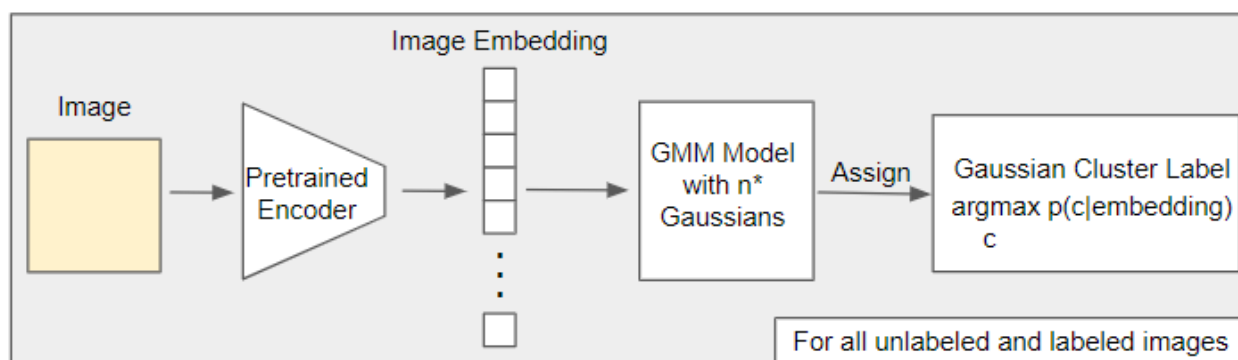 Image Embedding
Image
Pretrained
Encoder
GMM Model
with n*
Gaussians
Assign
Gaussian Cluster Label
argmax p(c|embedding)
c
For all unlabeled and labeled images